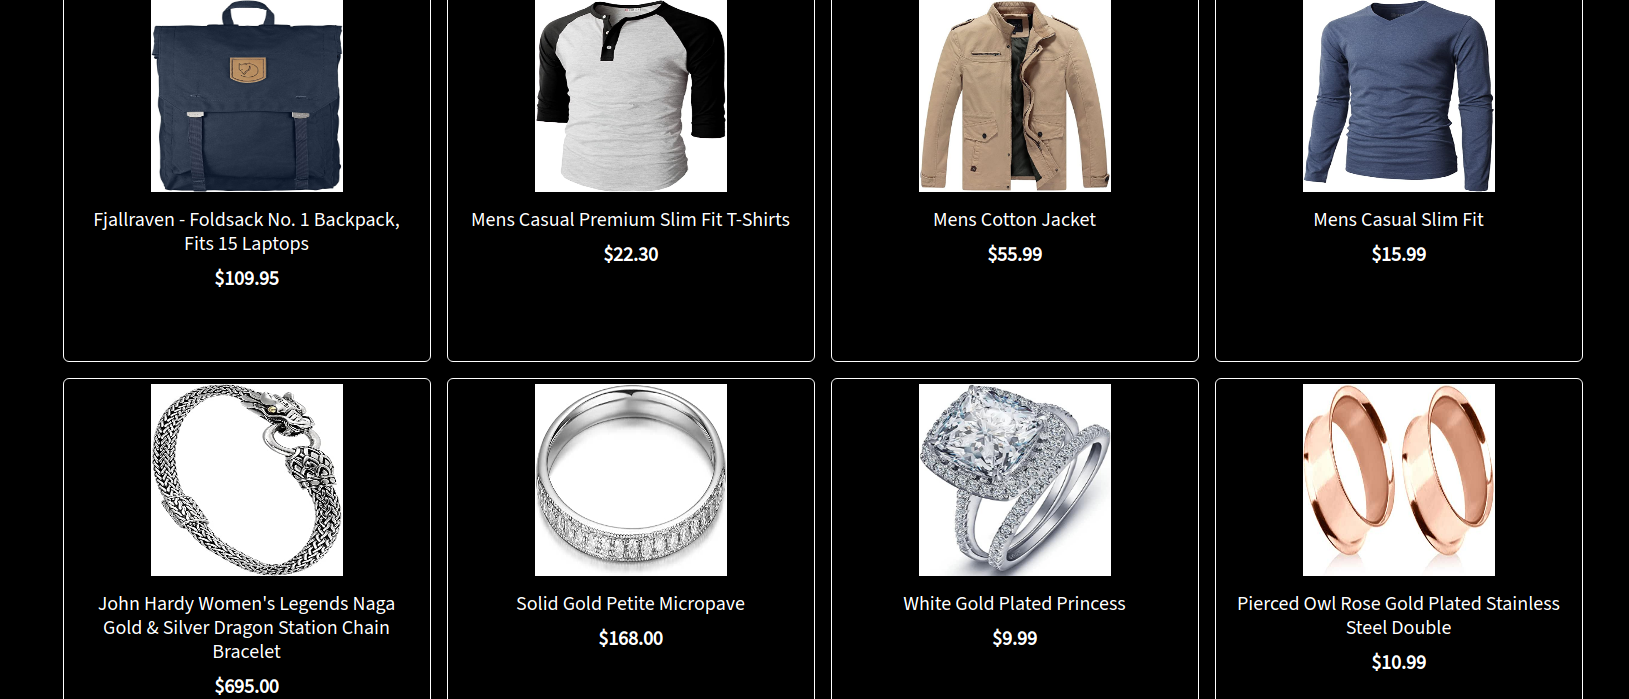 Fjallraven - Foldsack No. 1 Backpack,
Fits 15 Laptops
$109.95
Mens Casual Premium Slim Fit T-Shirts
$22.30
Mens Cotton Jacket
$55.99
Mens Casual Slim Fit
$15.99
John Hardy Women's Legends Naga
Gold & Silver Dragon Station Chain
Bracelet
$695.00
Solid Gold Petite Micropave
$168.00
White Gold Plated Princess
$9.99
Pierced Owl Rose Gold Plated Stainless
Steel Double
$10.99